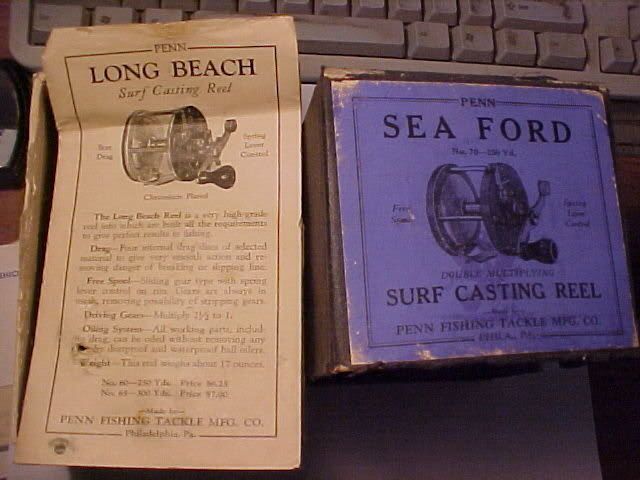 PENN
LONG BEACH
Surf Casting Reel
Star
Drag
Spring
Lever
Control
Chromium Plated
The Long Beach Reel is a very high-grade
reel into which are built all the requirements
to give perfect results in fishing.
Drag—Four internal drag discs of selected
material to give very smooth action and re-
moving danger of breaking or slipping line.
Free Spool—Sliding gear type with spring
lever control on rim. Gears are always in
mesh, removing possibility of stripping gears.
Driving Gears—Multiply 2½ to 1.
Oiling System—All working parts, includ-
drag, can be oiled without removing any
dustproof and waterproof ball oilers.
Weight—This reel weighs about 17 ounces.
No. 60—250 Yds. Price $6.25
No. 65—300 Yds. Price $7.00
Made by
PENN FISHING TACKLE MFG. CO.
Philadelphia, Pa.
PENN
SEA FORD
No. 70—250 Yd.
Free
Spool
Spring
Lever
Control
DOUBLE MULTIPLYING
SURF CASTING REEL
Made by
PENN FISHING TACKLE MFG. CO.
PHILA., PA.